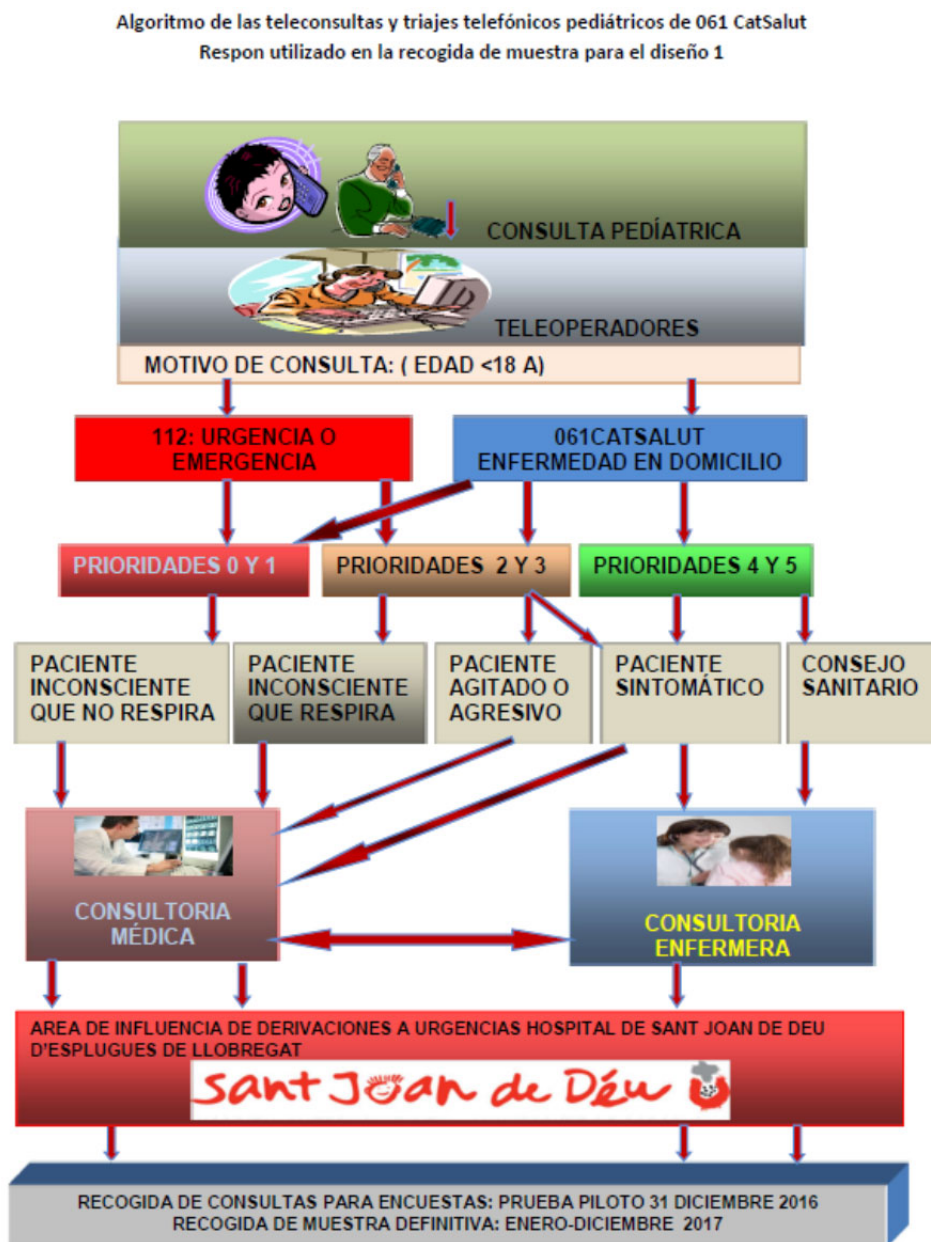 Algoritmo de las teleconsultas y triajes telefónicos pediátricos de 061 CatSalut
Respon utilizado en la recogida de muestra para el diseño 1
CONSULTA PEDÍATRICA
TELEOPERADORES
MOTIVO DE CONSULTA: ( EDAD <18 A)
112: URGENCIA O
EMERGENCIA
061CATSALUT
ENFERMEDAD EN DOMICILIO
PRIORIDADES 0 Y 1
PRIORIDADES 2 Y 3
PRIORIDADES 4 Y 5
PACIENTE
INCONSCIENTE
QUE NO RESPIRA
PACIENTE
INCONSCIENTE
QUE RESPIRA
PACIENTE
AGITADO O
AGRESIVO
PACIENTE
SINTOMÁTICO
CONSEJO
SANITARIO
CONSULTORIA
MÉDICA
CONSULTORIA
ENFERMERA
AREA DE INFLUENCIA DE DERIVACIONES A URGENCIAS HOSPITAL DE SANT JOAN DE DEU
D'ESPLUGUES DE LLOBREGAT
Sant Joan de Déu
RECOGIDA DE CONSULTAS PARA ENCUESTAS: PRUEBA PILOTO 31 DICIEMBRE 2016
RECOGIDA DE MUESTRA DEFINITIVA: ENERO-DICIEMBRE 2017